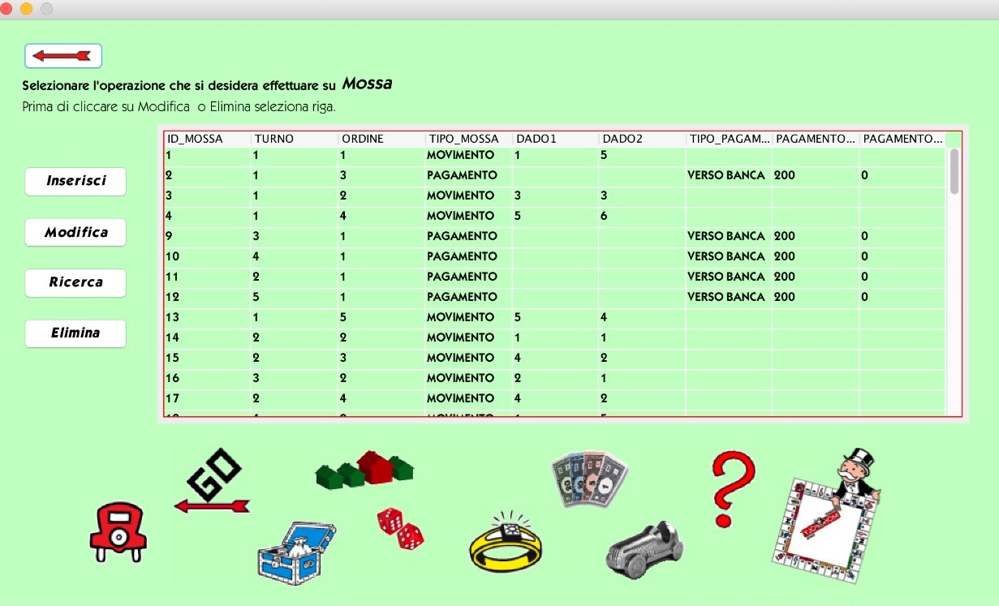 Selezionare l'operazione che si desidera effettuare su Mossa
Prima di cliccare su Modifica o Elimina seleziona riga.
Inserisci
Modifica
Ricerca
Elimina
ID_MOSSA TURNO ORDINE TIPO_MOSSA DADO1 DADO2 TIPO_PAGAM... PAGAMENTO... PAGAMENTO...
1 1 1 MOVIMENTO 1 5
2 1 3 PAGAMENTO VERSO BANCA 200 0
3 1 2 MOVIMENTO 3 3
4 1 4 MOVIMENTO 5 6
9 3 1 PAGAMENTO VERSO BANCA 200 0
10 4 1 PAGAMENTO VERSO BANCA 200 0
11 2 1 PAGAMENTO VERSO BANCA 200 0
12 5 1 PAGAMENTO VERSO BANCA 200 0
13 1 5 MOVIMENTO 5 4
14 2 2 MOVIMENTO 1 1
15 2 3 MOVIMENTO 4 2
16 3 2 MOVIMENTO 2 1
17 2 4 MOVIMENTO 4 2
GO
?
MONOPOLY